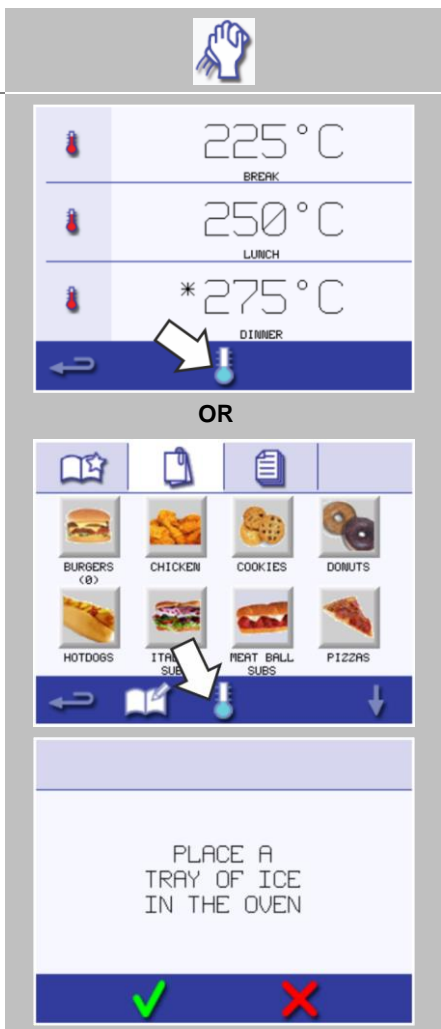 225°C
BREAK
250°C
LUNCH
*275°C
DINNER
OR
BURGERS
(0)
CHICKEN
COOKIES
DONUTS
HOTDOGS
SUBS
MEAT BALL
SUBS
PIZZAS
PLACE A
TRAY OF ICE
IN THE OVEN